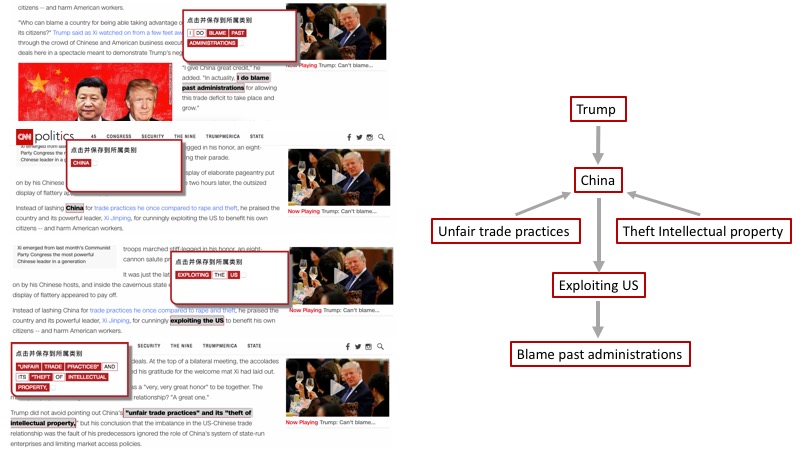 citizens -- and harm American workers.
"Who can blame a country for being able taking advantage o
its citizens?" Trump said as Xi watched on from a few feet aw
through the crowd of Chinese and American business execut
deals here in a spectacle meant to demonstrate Trump's neg
点击并保存到所属类别
I DO BLAME PAST
ADMINISTRATIONS
Now Playing Trump: Can't blame...
"I give China great credit," he
added. "In actuality, I do blame
past administrations for allowing
this trade deficit to take place and
grow."
CNN politics 45 CONGRESS SECURITY THE NINE TRUMPMERICA STATE
Xi emerged from
Party Congress the m
Chinese leader in a g
点击并保存到所属类别
CHINA
legged in his honor, an eight-
ing their parade.
splay of elaborate pageantry put
on by his Chinese
two hours later, the outsized
display of flattery ap
Instead of lashing China for trade practices he once compared to rape and theft, he praised the
country and its powerful leader, Xi Jinping, for cunningly exploiting the US to benefit his own
citizens -- and harm American workers.
Now Playing Trump: Can't blame...
Xi emerged from last month's Communist
Party Congress the most powerful
Chinese leader in a generation
troops marched stiff-legged in his honor, an eight-
cannon salute p
It was just the lat
on by his Chinese hosts, and inside the cavernous state
display of flattery appeared to pay off.
点击并保存到所属类别
EXPLOITING THE US
Instead of lashing China for trade practices he once compared to rape and theft, he praised the
country and its powerful leader, Xi Jinping, for cunningly exploiting the US to benefit his own
citizens -- and harm American workers.
Now Playing Trump: Can't blame...
SECURITY THE NINE TRUMPMERICA STATE
点击并保存到所属类别
"UNFAIR TRADE PRACTICES" AND
ITS "THEFT OF INTELLECTUAL
PROPERTY,
deals. At the top of a bilateral meeting, the accolades
d his gratitude for the welcome mat Xi had laid out.
as a "very, very great honor" to be together. The
relationship? "A great one."
Trump did not avoid pointing out China's "unfair trade practices" and its "theft of
intellectual property," but his conclusion that the imbalance in the US-Chinese trade
relationship was the fault of his predecessors ignored the role of China's system of state-run
enterprises and limiting market access policies.
Now Playing Trump: Can't blame...
Trump
China
Unfair trade practices
Theft Intellectual property
Exploiting US
Blame past administrations